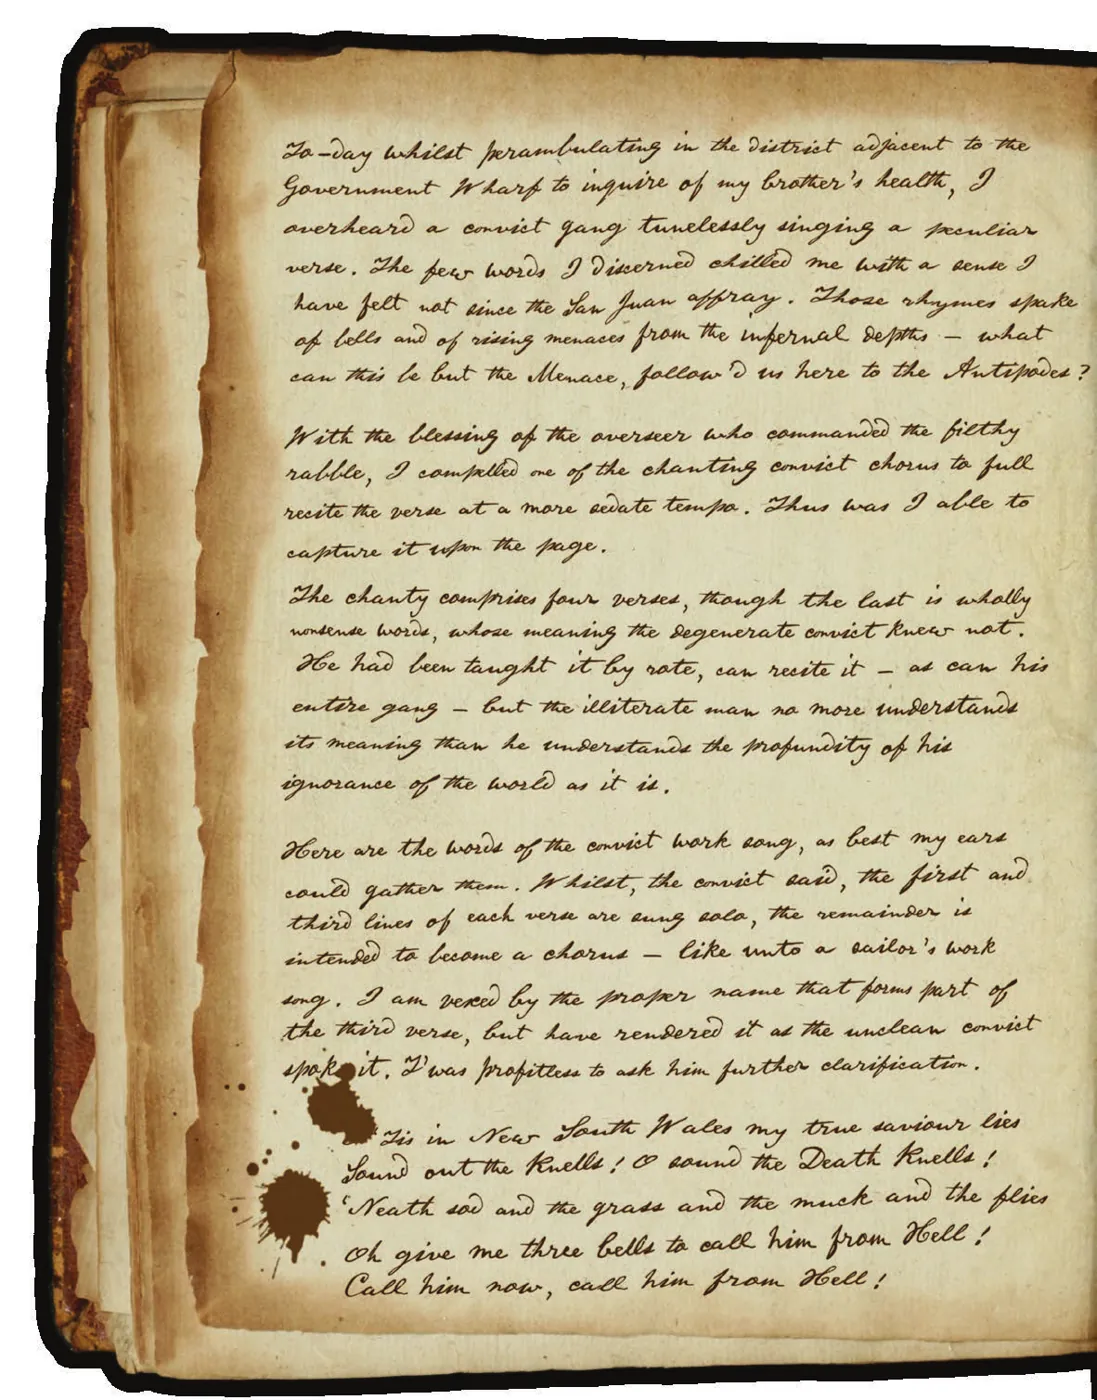 To-day whilst perambulating in the district adjacent to the
Government Wharf to inquire of my brother's health, I
overheard a convict gang tunelessly singing a peculiar
verse. The few words I discerned chilled me with a sense I
have felt not since the San Juan affray. Those rhymes spake
of bells and of rising menaces from the infernal depths – what
can this be but the Menace, follow'd us here to the Antipodes?
With the blessing of the overseer who commanded the filthy
rabble, I compelled one of the chanting convict chorus to full
recite the verse at a more sedate tempo. Thus was I able to
capture it upon the page.
The chanty comprises four verses, though the last is wholly
nonsense words, whose meaning the degenerate convict knew not.
He had been taught it by rote, can recite it – as can his
entire gang – but the illiterate man no more understands
its meaning than he understands the profundity of his
ignorance of the world as it is.
Here are the words of the convict work song, as best my ears
could gather them. Whilst, the convict said, the first and
third lines of each verse are sung solo, the remainder is
intended to become a chorus – like unto a sailor's work
song. I am vexed by the proper name that forms part of
the third verse, but have rendered it as the unclean convict
spoke it. T'was profitless to ask him further clarification.
'Tis in New South Wales my true saviour lies
Sound out the Knells! O sound the Death Knells!
'Neath sod and the grass and the muck and the flies
Oh give me three bells to call him from Hell!
Call him now, call him from Hell!